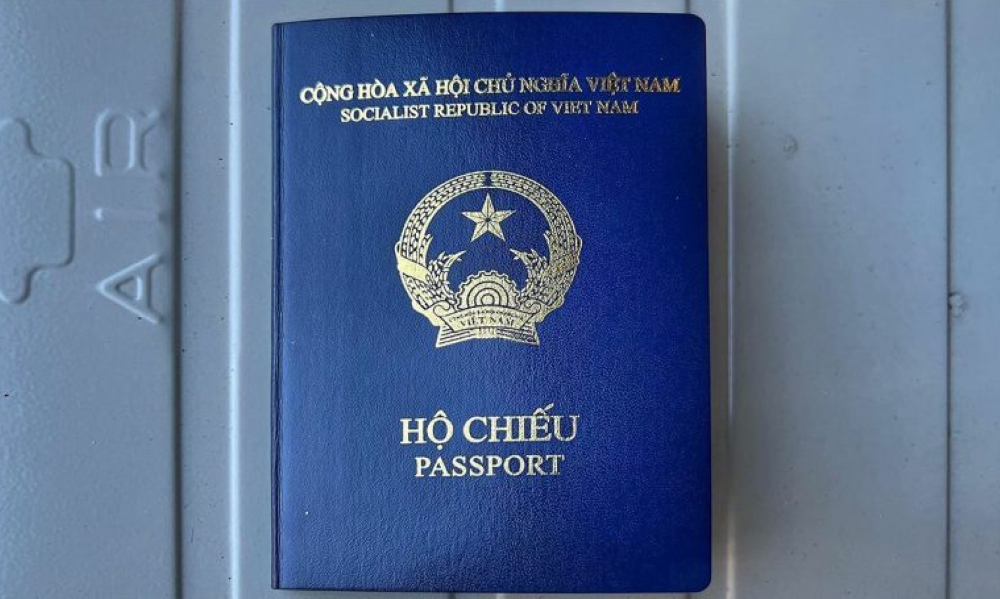 CỘNG HÒA XÃ HỘI CHỦ NGHĨA VIỆT NAM
SOCIALIST REPUBLIC OF VIET NAM
VIỆT NAM
HỘ CHIẾU
PASSPORT
AIR